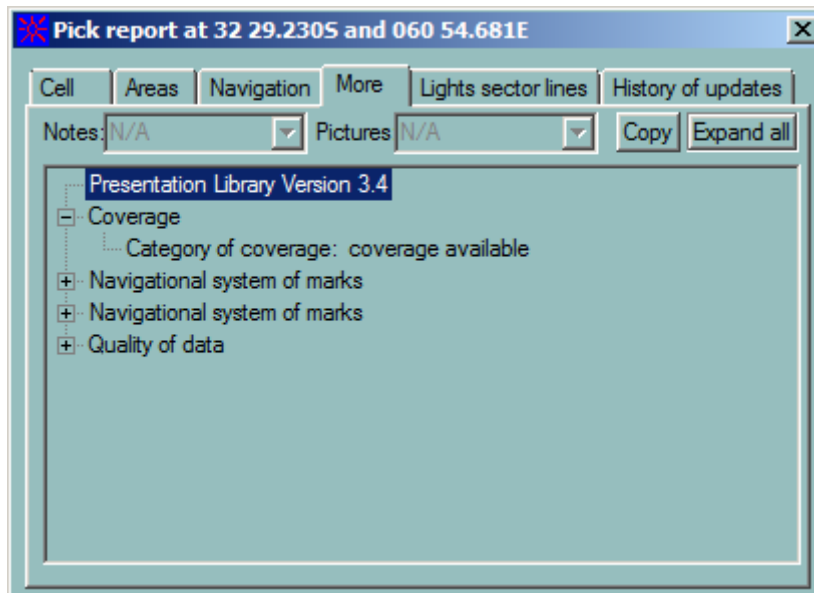 Pick report at 32 29.230S and 060 54.681E
Cell Areas Navigation More Lights sector lines History of updates
Notes: N/A Pictures N/A Copy Expand all
Presentation Library Version 3.4
Coverage
Category of coverage: coverage available
Navigational system of marks
Navigational system of marks
Quality of data